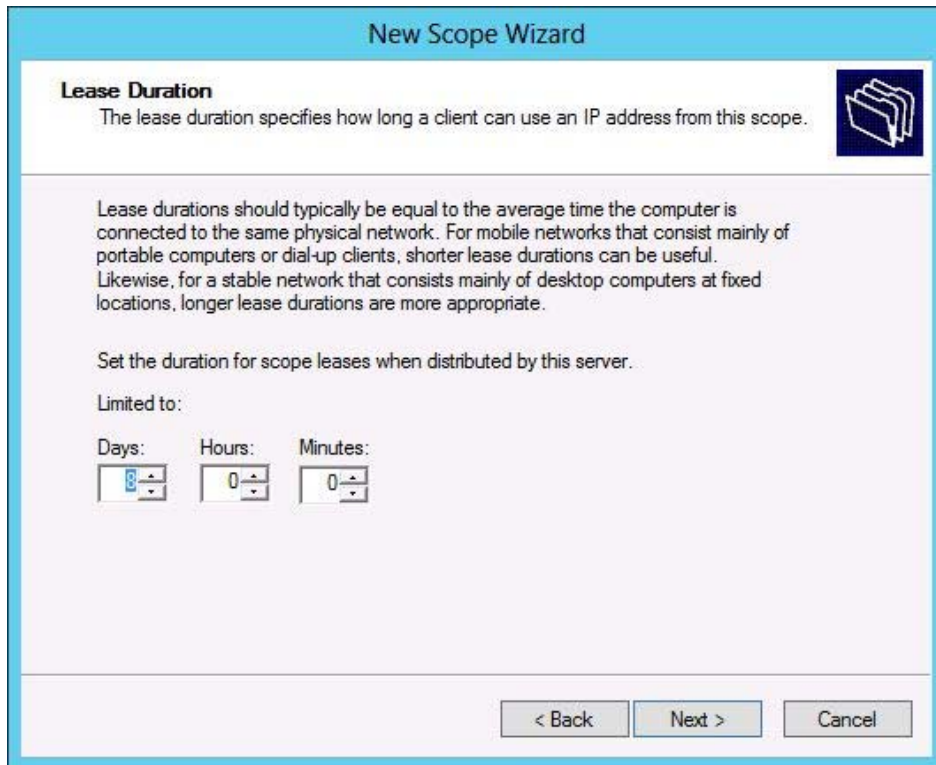 New Scope Wizard
Lease Duration
The lease duration specifies how long a client can use an IP address from this scope.
Lease durations should typically be equal to the average time the computer is
connected to the same physical network. For mobile networks that consist mainly of
portable computers or dial-up clients, shorter lease durations can be useful.
Likewise, for a stable network that consists mainly of desktop computers at fixed
locations, longer lease durations are more appropriate.
Set the duration for scope leases when distributed by this server.
Limited to:
Days: Hours: Minutes:
8 0 0
< Back Next > Cancel